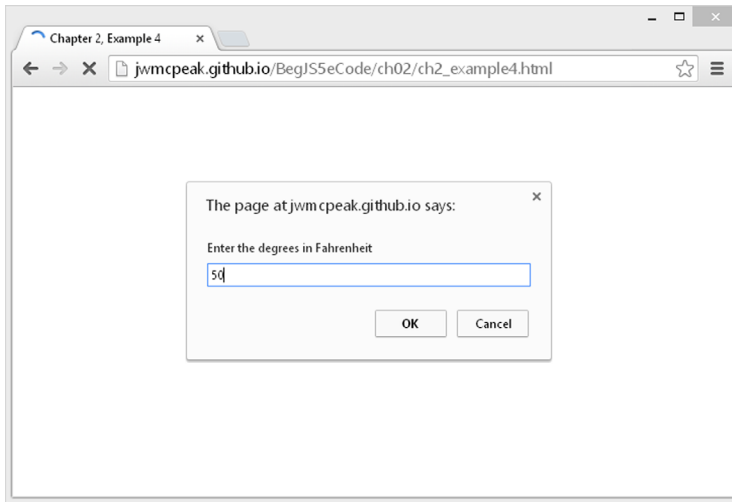 Chapter 2, Example 4
jwmcpeak.github.io/BegJS5eCode/ch02/ch2_example4.html
The page at jwmcpeak.github.io says:
Enter the degrees in Fahrenheit
50
OK Cancel